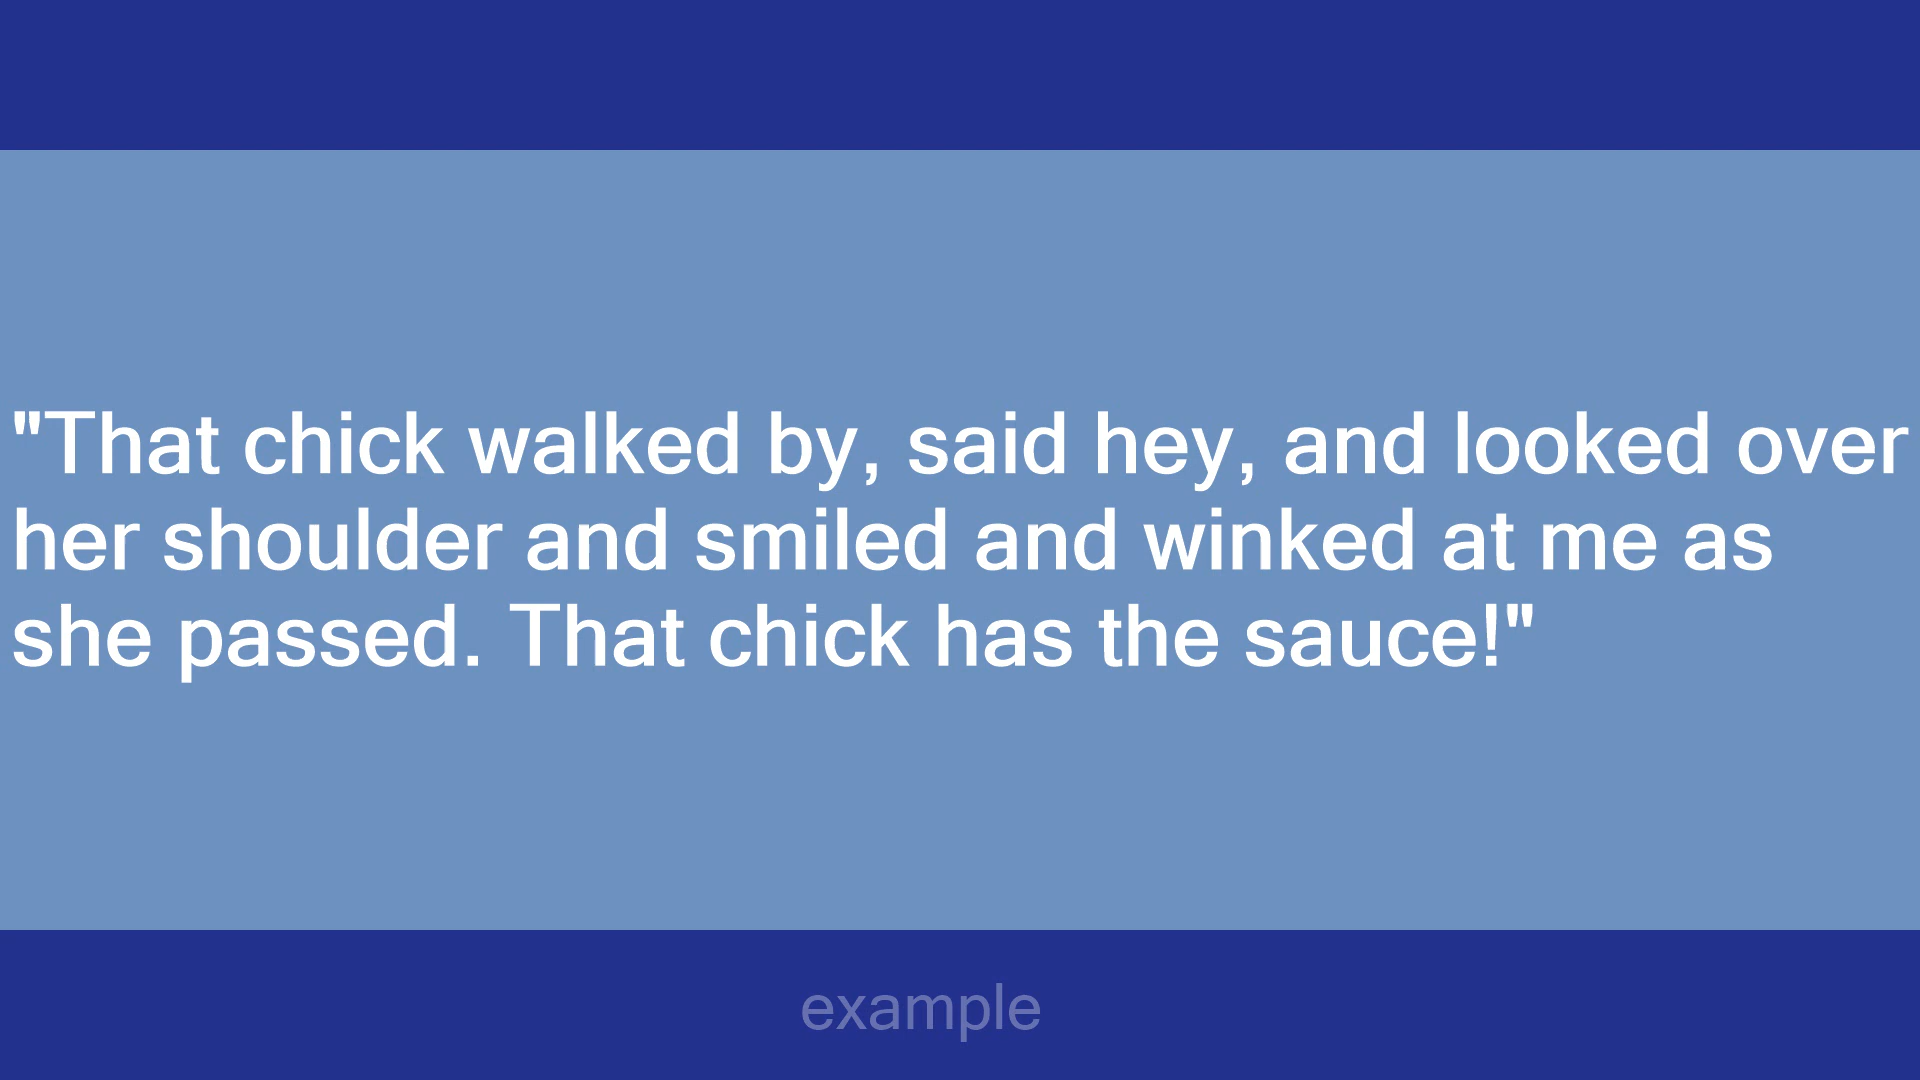 "That chick walked by, said hey, and looked over
her shoulder and smiled and winked at me as
she passed. That chick has the sauce!"
example